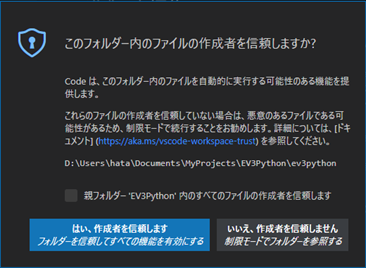 このフォルダー内のファイルの作成者を信頼しますか?
Code は、このフォルダー内のファイルを自動的に実行する可能性のある機能を提
供します。
これらのファイルの作成者を信頼していない場合は、悪意のあるファイルである可
能性があるため、制限モードで続行することをお勧めします。詳細については、[ドキ
ュメント] (https://aka.ms/vscode-workspace-trust) を参照してください。
D:\Users\hata\Documents\MyProjects\EV3Python\ev3python
親フォルダー 'EV3Python' 内のすべてのファイルの作成者を信頼します
はい、作成者を信頼します
フォルダーを信頼してすべての機能を有効にする
いいえ、作成者を信頼しません
制限モードでフォルダーを参照する